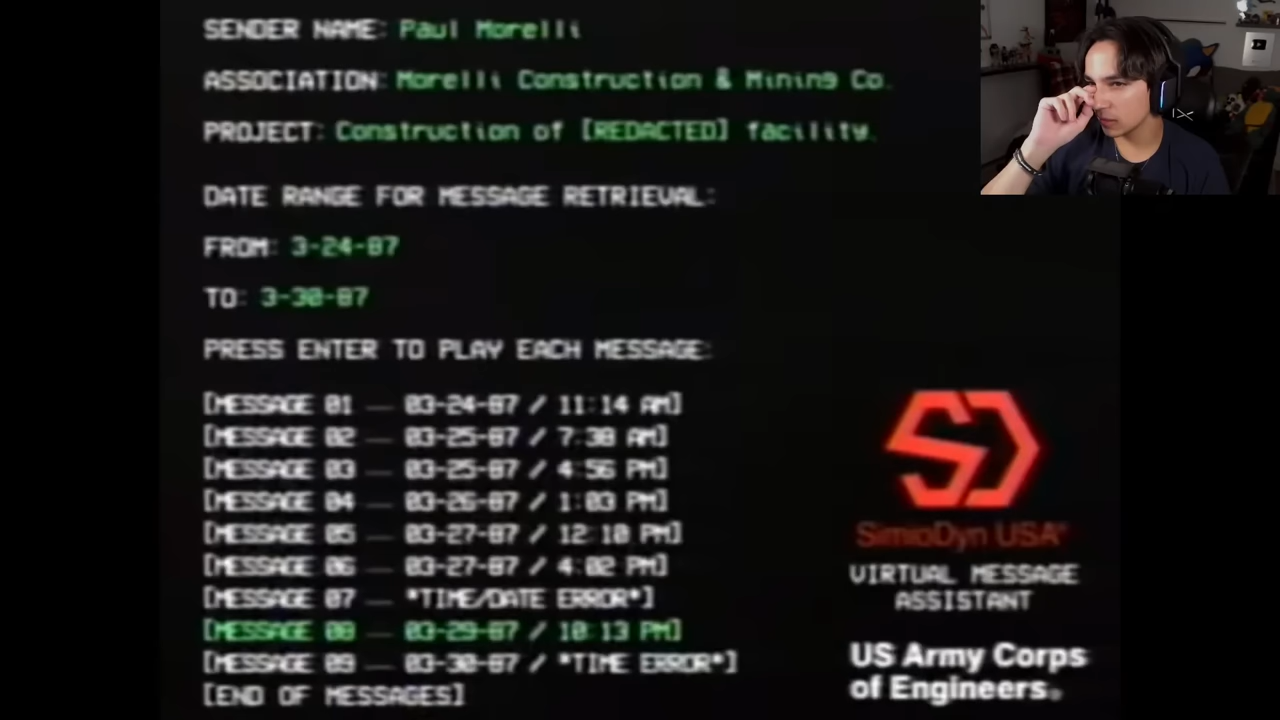 SENDER NAME: Paul Morelli
ASSOCIATION: Morelli Construction & Mining Co.
PROJECT: Construction of [REDACTED] facility.
DATE RANGE FOR MESSAGE RETRIEVAL:
FROM: 3-24-87
TO: 3-30-87
PRESS ENTER TO PLAY EACH MESSAGE:
[MESSAGE 01 — 03-24-87 / 11:14 AM]
[MESSAGE 02 — 03-25-87 / 7:38 AM]
[MESSAGE 03 — 03-25-87 / 4:56 PM]
[MESSAGE 04 — 03-26-87 / 1:03 PM]
[MESSAGE 05 — 03-27-87 / 12:10 PM]
[MESSAGE 06 — 03-27-87 / 4:02 PM]
[MESSAGE 07 — *TIME/DATE ERROR*]
[MESSAGE 08 — 03-29-87 / 10:13 PM]
[MESSAGE 09 — 03-30-87 / *TIME ERROR*]
[END OF MESSAGES]
SD
SimioDyn USA®
VIRTUAL MESSAGE
ASSISTANT
US Army Corps
of Engineers®